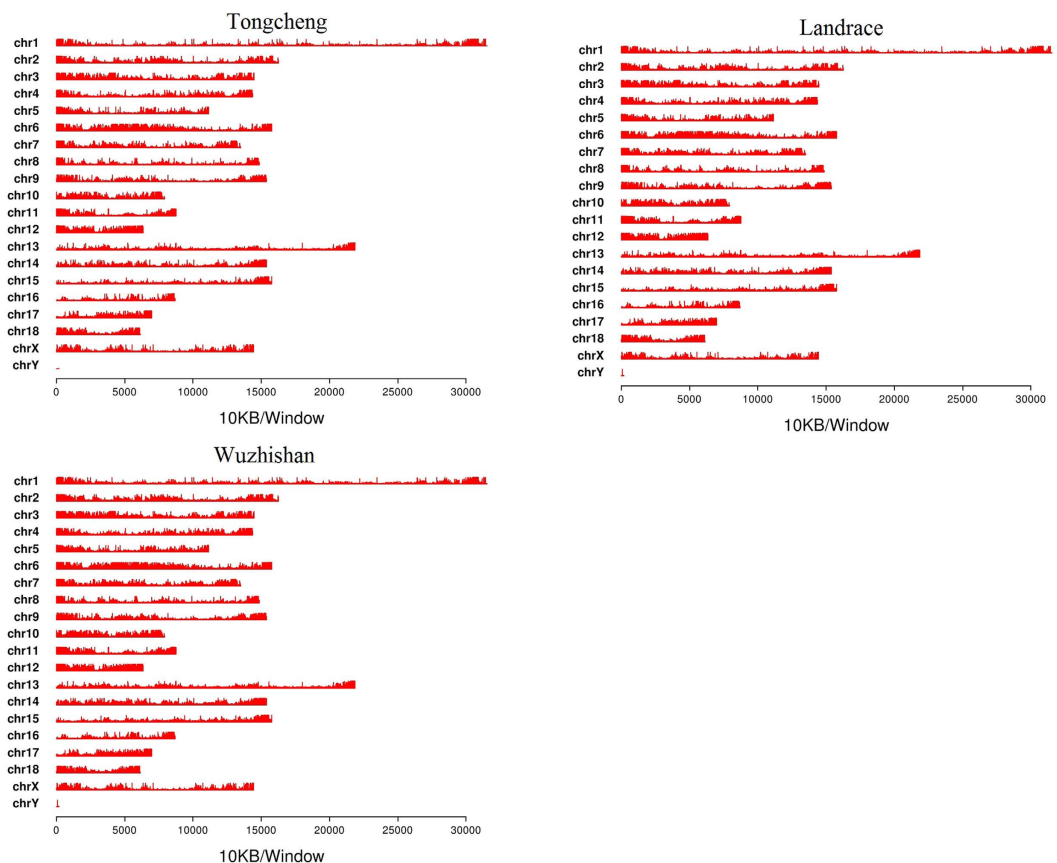 Tongcheng
chr1
chr2
chr3
chr4
chr5
chr6
chr7
chr8
chr9
chr10
chr11
chr12
chr13
chr14
chr15
chr16
chr17
chr18
chrX
chrY
0 5000 10000 15000 20000 25000 30000
10KB/Window
Landrace
chr1
chr2
chr3
chr4
chr5
chr6
chr7
chr8
chr9
chr10
chr11
chr12
chr13
chr14
chr15
chr16
chr17
chr18
chrX
chrY
0 5000 10000 15000 20000 25000 30000
10KB/Window
Wuzhishan
chr1
chr2
chr3
chr4
chr5
chr6
chr7
chr8
chr9
chr10
chr11
chr12
chr13
chr14
chr15
chr16
chr17
chr18
chrX
chrY
0 5000 10000 15000 20000 25000 30000
10KB/Window